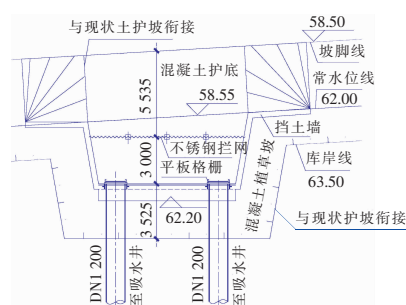 与现状土护坡衔接
58.50
坡脚线
混凝土护底
常水位线
5 535
58.55
62.00
挡土墙
不锈钢拦网
3 000
平板格栅
库岸线
混凝土植草坡
63.50
3 525
62.20
与现状护坡衔接
DN1 200
至吸水井
DN1 200
至吸水井